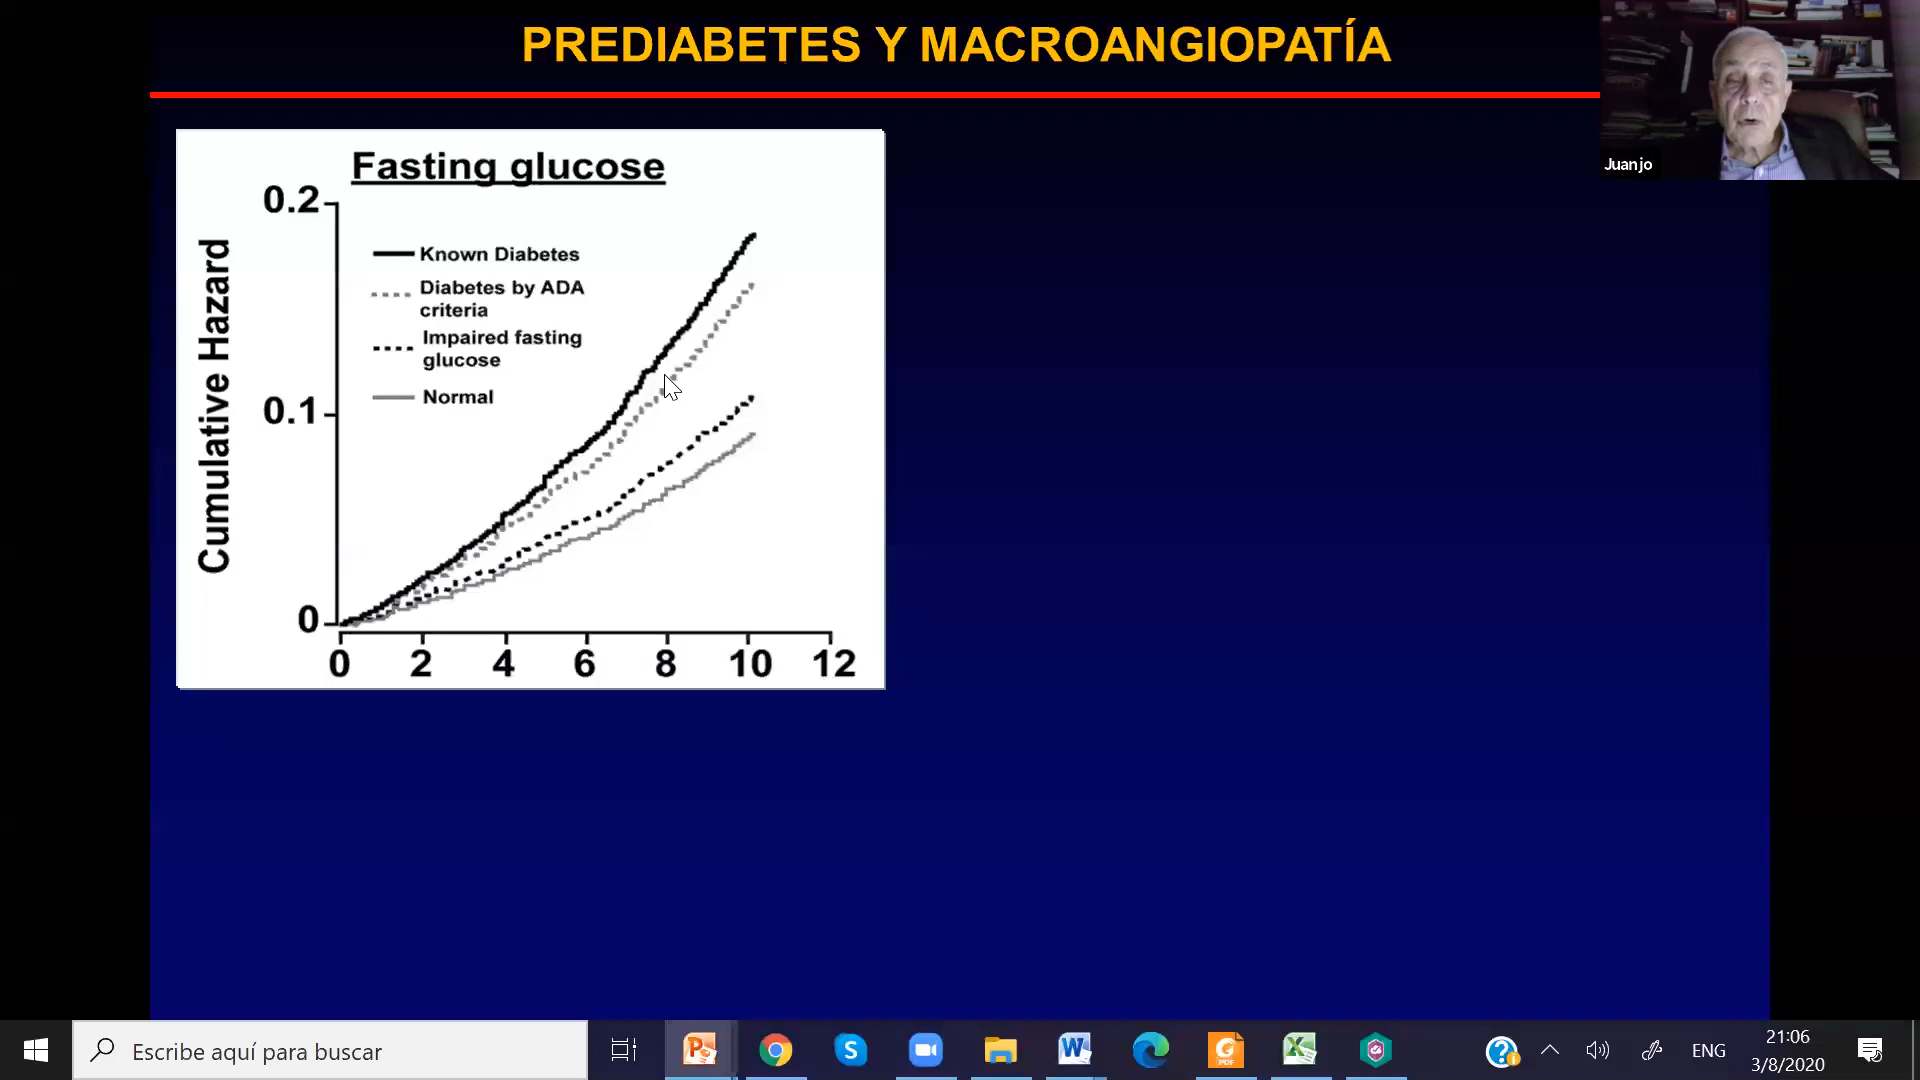 PREDIABETES Y MACROANGIOPATÍA
Juanjo
Fasting glucose
Cumulative Hazard
0.2
0.1
0
Known Diabetes
Diabetes by ADA
criteria
Impaired fasting
glucose
Normal
0 2 4 6 8 10 12
Escribe aquí para buscar
ENG
21:06
3/8/2020